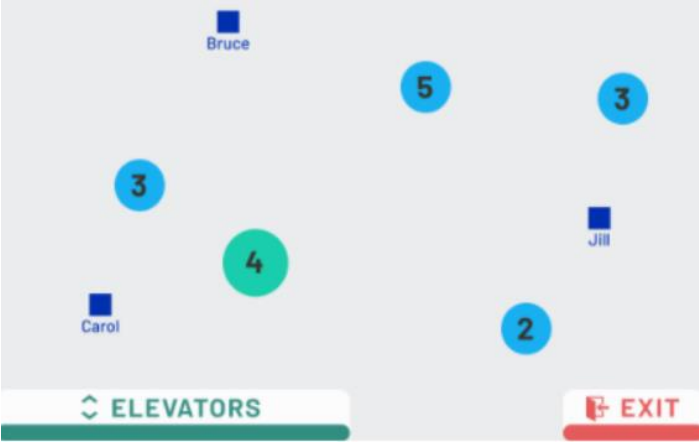 Bruce
5
3
3
Jill
4
Carol
2
ELEVATORS
EXIT